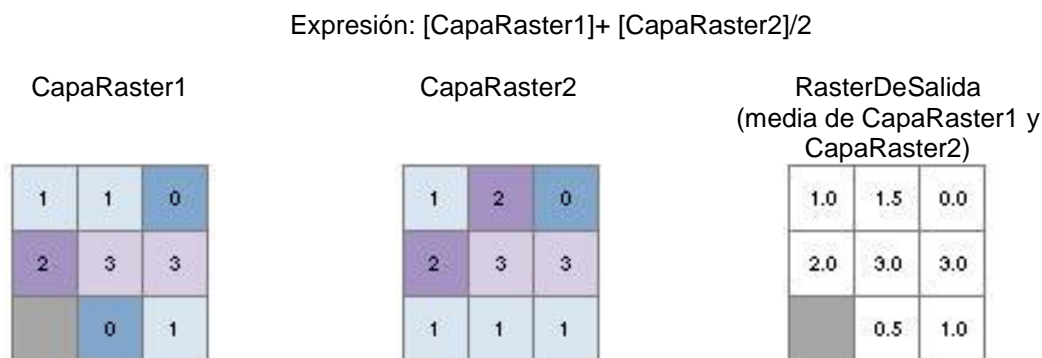 Expresión: [CapaRaster1]+ [CapaRaster2]/2
CapaRaster1
CapaRaster2
RasterDeSalida
(media de CapaRaster1 y
CapaRaster2)
1 1 0
2 3 3
0 1
1 2 0
2 3 3
1 1 1
1.0 1.5 0.0
2.0 3.0 3.0
0.5 1.0